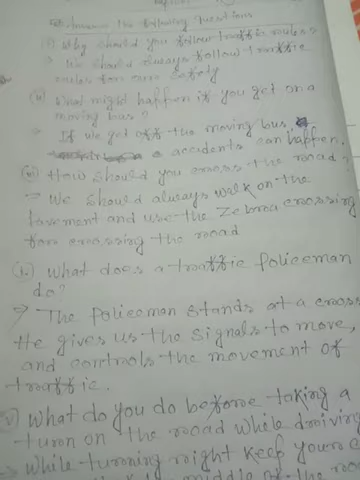 Answer the following questions
(i) Why should you follow traffic rules?
→ We should always follow traffic
rules for our safety
(ii) What might happen if you get on a
moving bus?
→ If we get off the moving bus
accidents can happen.
How should you cross the road?
→ We should always walk on the
Pavement and use the Zebra crossing
for crossing the road
What does a traffic Policeman
do?
→ The Policeman stands at a cross
He gives us the signals to move,
and controls the movement of
traffic.
(v) What do you do before taking a
turn on the road while driving
→ While turning right keep
middle of the